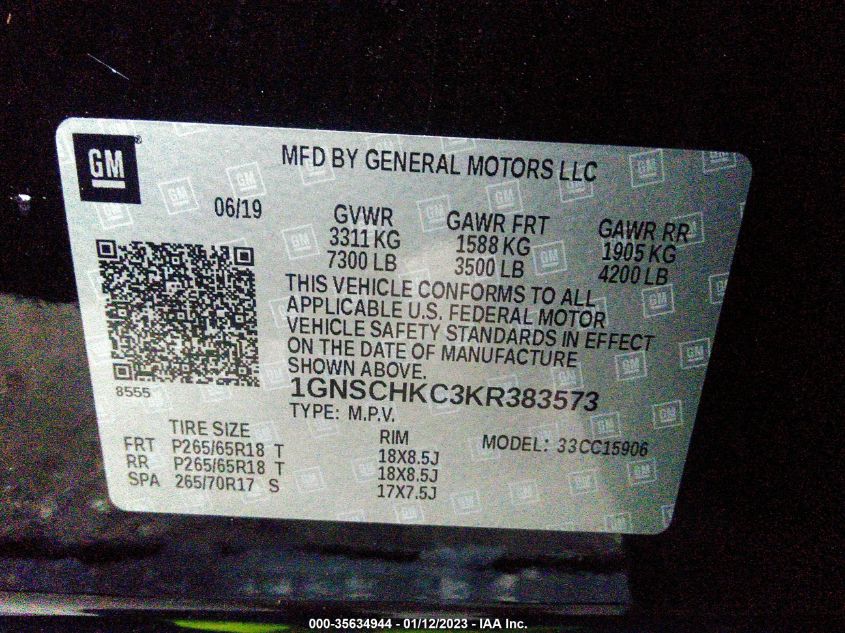 GM
MFD BY GENERAL MOTORS LLC
06/19
GVWR GAWR FRT GAWR RR
3311 KG 1588 KG 1905 KG
7300 LB 3500 LB 4200 LB
THIS VEHICLE CONFORMS TO ALL
APPLICABLE U.S. FEDERAL MOTOR
VEHICLE SAFETY STANDARDS IN EFFECT
ON THE DATE OF MANUFACTURE
SHOWN ABOVE.
8555
1GNSCHKC3KR383573
TYPE: M.P.V.
TIRE SIZE RIM MODEL: 33CC15906
FRT P265/65R18 T 18X8.5J
RR P265/65R18 T 18X8.5J
SPA 265/70R17 S 17X7.5J
000-35634944 - 01/12/2023 - IAA Inc.